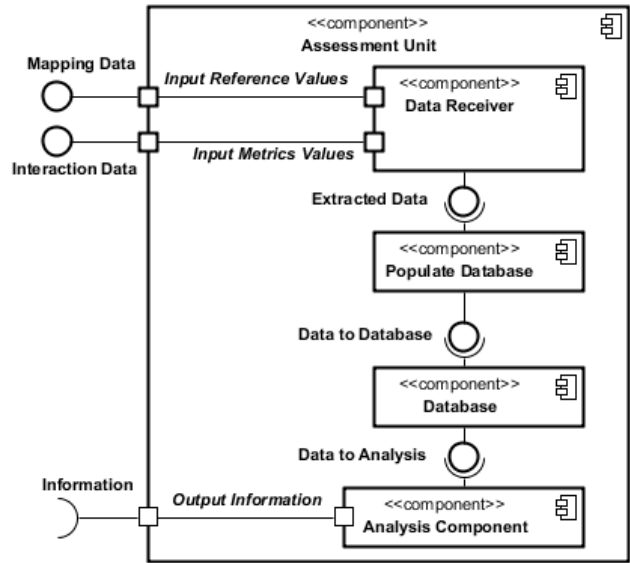 <<component>>
Assessment Unit
Mapping Data
Input Reference Values
<<component>>
Data Receiver
Interaction Data
Input Metrics Values
Extracted Data
<<component>>
Populate Database
Data to Database
<<component>>
Database
Data to Analysis
Information
Output Information
<<component>>
Analysis Component